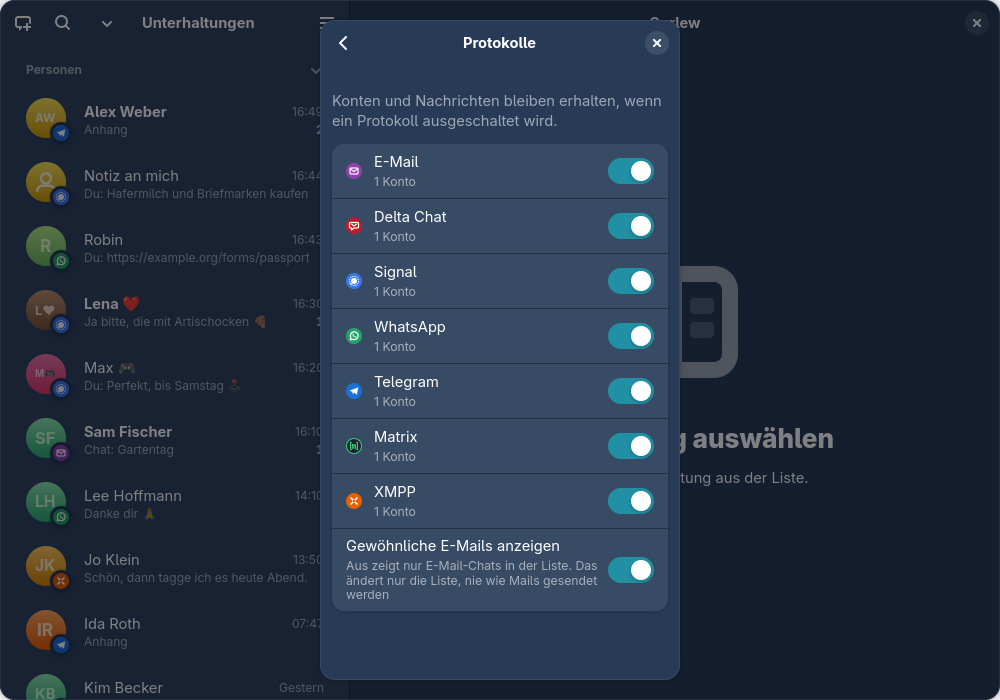 Unterhaltungen
Personen
AW
Alex Weber
16:49
Anhang
Notiz an mich
16:44
Du: Hafermilch und Briefmarken kaufen
R
Robin
16:43
Du: https://example.org/forms/passport
L❤
Lena ❤️
16:30
Ja bitte, die mit Artischocken 🍕
M🎮
Max 🎮
16:20
Du: Perfekt, bis Samstag 🕹️
SF
Sam Fischer
16:10
Chat: Gartentag
LH
Lee Hoffmann
14:10
Danke dir 🙏
JK
Jo Klein
13:50
Schön, dann tagge ich es heute Abend.
IR
Ida Roth
07:47
Anhang
KB
Kim Becker
Gestern
Protokolle
Konten und Nachrichten bleiben erhalten, wenn
ein Protokoll ausgeschaltet wird.
E-Mail
1 Konto
Delta Chat
1 Konto
Signal
1 Konto
WhatsApp
1 Konto
Telegram
1 Konto
Matrix
1 Konto
XMPP
1 Konto
Gewöhnliche E-Mails anzeigen
Aus zeigt nur E-Mail-Chats in der Liste. Das
ändert nur die Liste, nie wie Mails gesendet
werden
auswählen
aus der Liste.